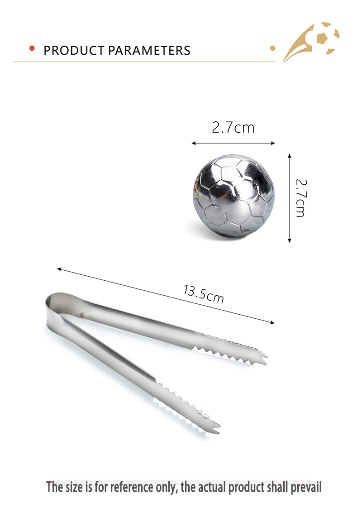 PRODUCT PARAMETERS
2.7cm
2.7cm
13.5cm
The size is for reference only, the actual product shall prevail